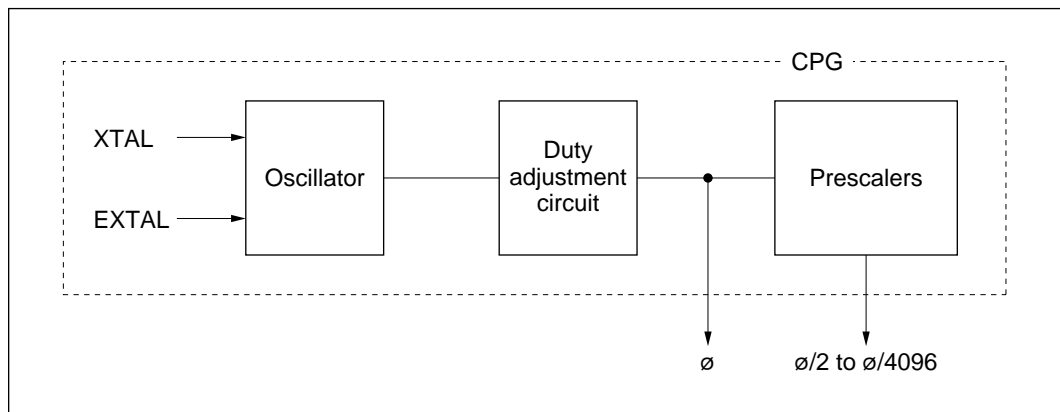 CPG
XTAL
EXTAL
Oscillator
Duty
adjustment
circuit
Prescalers
ø
ø/2 to ø/4096